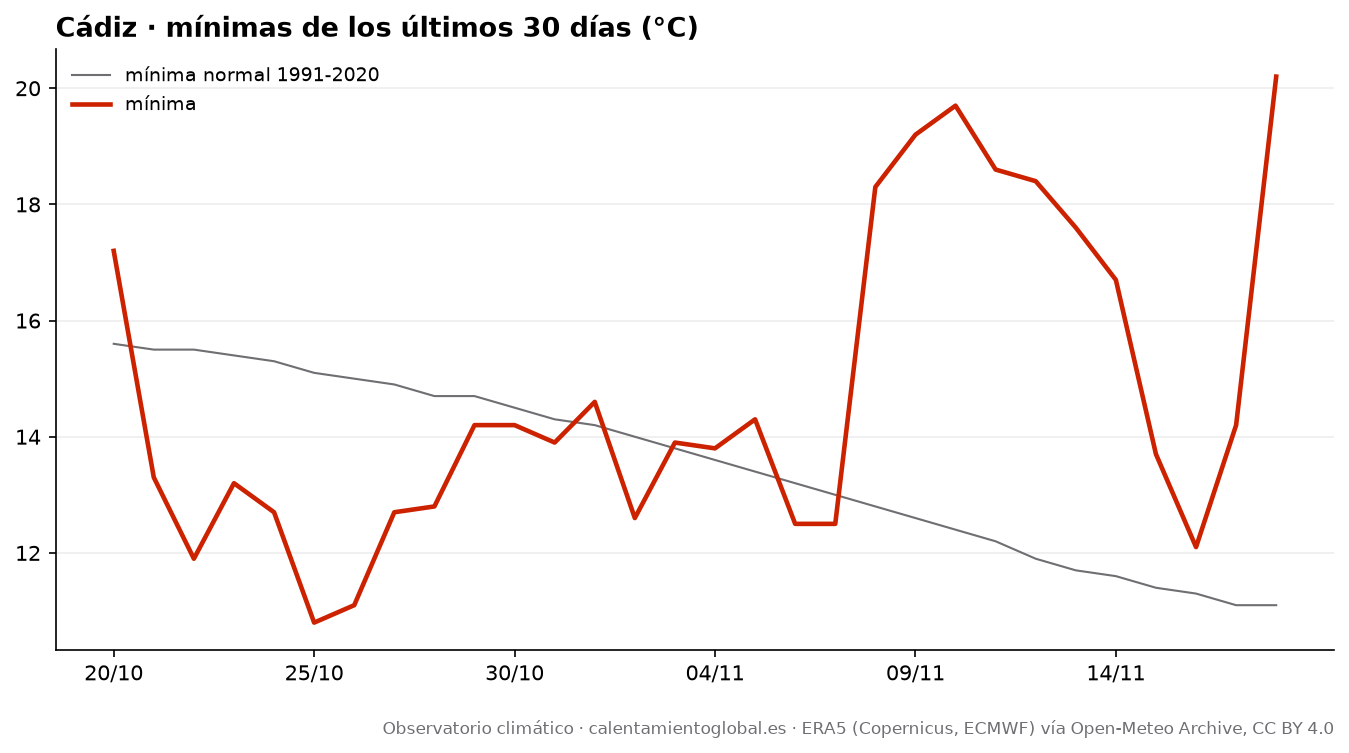 Cádiz · mínimas de los últimos 30 días (°C)
mínima normal 1991-2020
mínima
20
18
16
14
12
20/10 25/10 30/10 04/11 09/11 14/11
Observatorio climático · calentamientoglobal.es · ERA5 (Copernicus, ECMWF) vía Open-Meteo Archive, CC BY 4.0